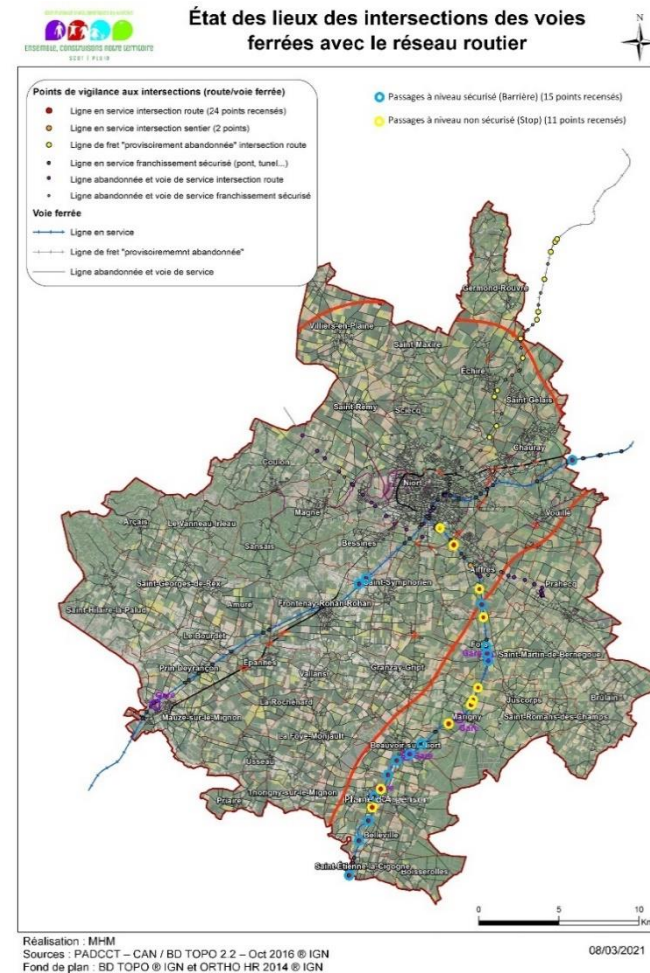 ENSEMBLE, CONSTRUISONS NOTRE TERRITOIRE
État des lieux des intersections des voies
ferrées avec le réseau routier
N
Points de vigilance aux intersections (route/voie ferrée)
Ligne en service intersection route (24 points recensés)
Ligne en service intersection sentier (2 points)
Ligne de fret "provisoirement abandonnée" intersection route
Ligne en service franchissement sécurisé (pont, tunel...)
Ligne abandonnée et voie de service intersection route
Ligne abandonnée et voie de service franchissement sécurisé
Voie ferrée
Ligne en service
Ligne de fret "provisoirememnt abandonnée"
Ligne abandonnée et voie de service
Passages à niveau sécurisé (Barrière) (15 points recensés)
Passages à niveau non sécurisé (Stop) (11 points recensés)
Germond-Rouvre
Villiers-en-Plaine
Saint-Maxire
Échiré
Saint-Gelais
Saint-Rémy
Sciecq
Chauray
Coulon
Niort
Magné
Vouillé
Arçais
Le Vanneau-Irleau
Sansais
Bessines
Aiffres
Saint-Georges-de-Rex
Saint-Symphorien
Prahecq
Saint-Hilaire-la-Palud
Amuré
Frontenay-Rohan-Rohan
Le Bourdet
Fors
Saint-Martin-de-Bernegoue
Prin-Deyrançon
Épannes
Vallans
Granzay-Gript
La Rochénard
Juscorps
Brûlain
Mauzé-sur-le-Mignon
Marigny
Saint-Romans-des-Champs
La Foye-Monjault
Beauvoir-sur-Niort
Usseau
Thorigny-sur-le-Mignon
Priaire
Plaine d'Argenson
Belleville
Saint-Étienne-la-Cigogne
Boisserolles
0 5 10
Km
Réalisation : MHM
Sources : PADCCT – CAN / BD TOPO 2.2 – Oct 2016 ® IGN
Fond de plan : BD TOPO ® IGN et ORTHO HR 2014 ® IGN
08/03/2021